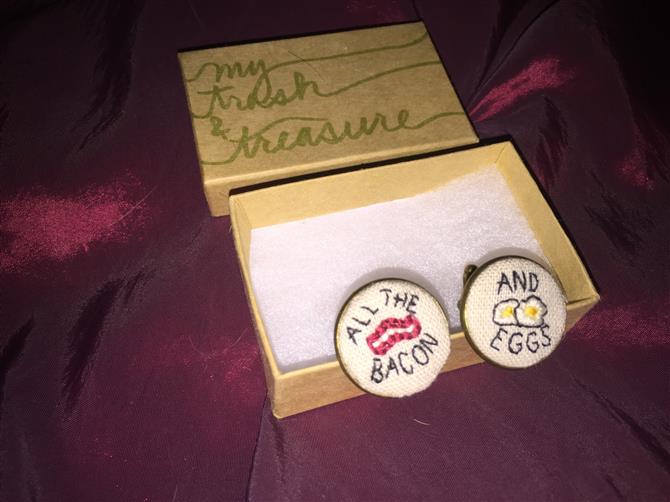 my
trash
& treasure
ALL THE
BACON
AND
EGGS